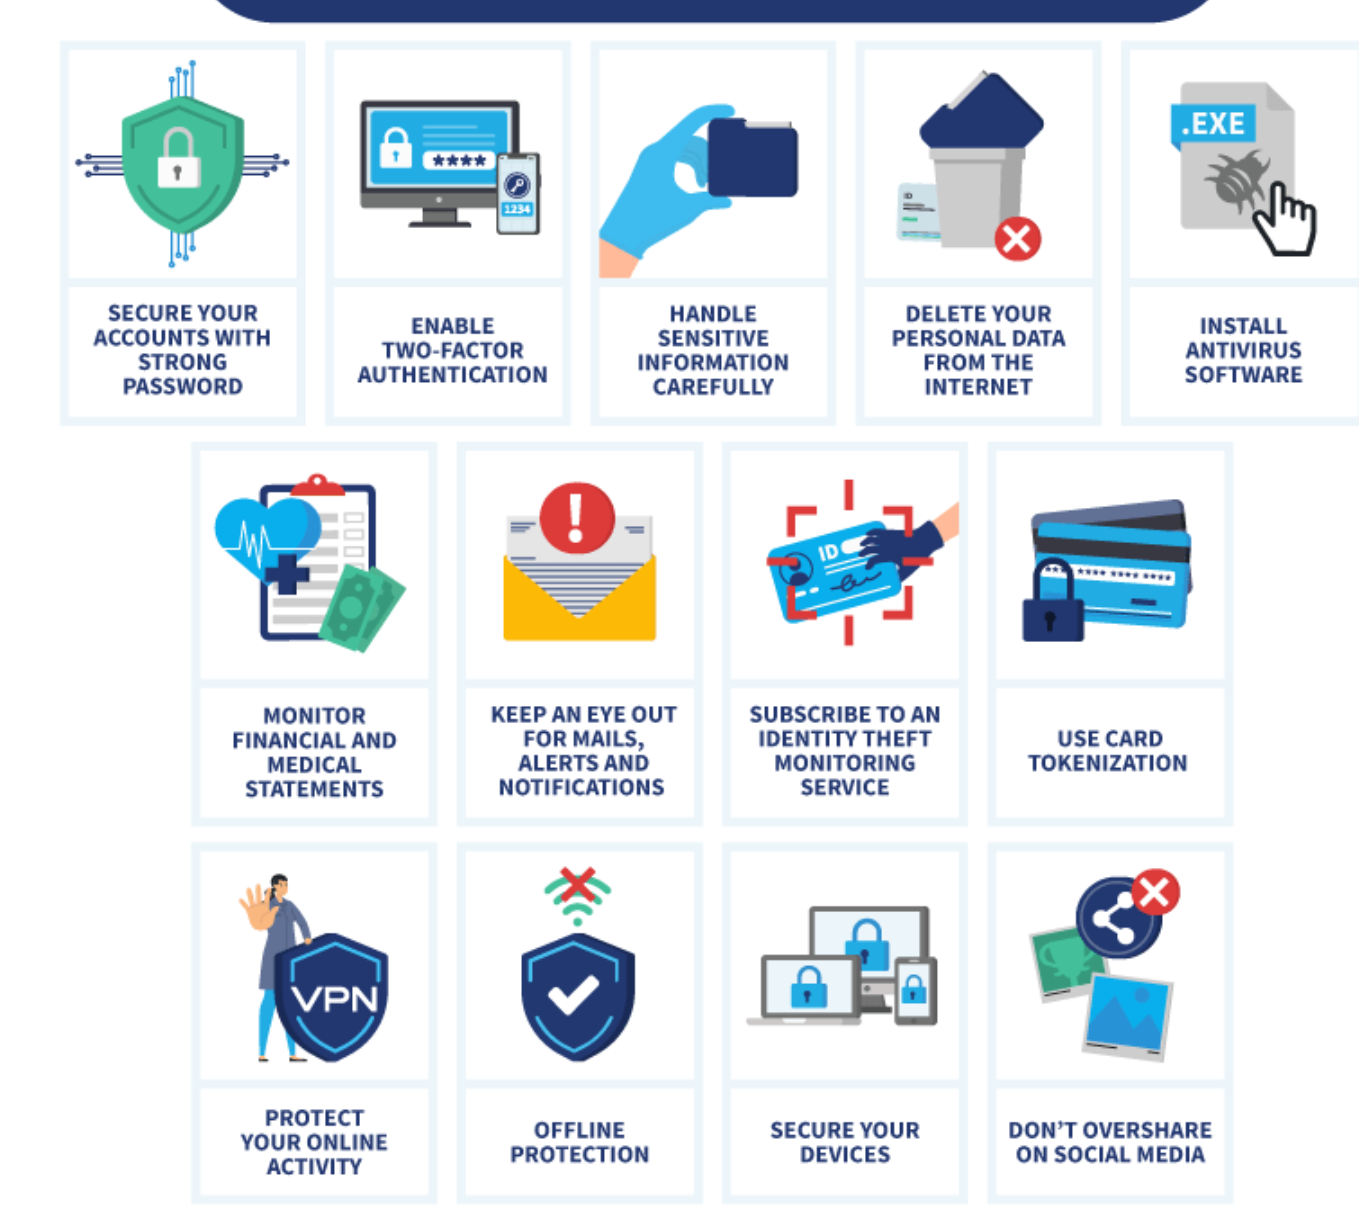 ****
1234
ID
.EXE
SECURE YOUR
ACCOUNTS WITH
STRONG
PASSWORD
ENABLE
TWO-FACTOR
AUTHENTICATION
HANDLE
SENSITIVE
INFORMATION
CAREFULLY
DELETE YOUR
PERSONAL DATA
FROM THE
INTERNET
INSTALL
ANTIVIRUS
SOFTWARE
!
ID
**** **** **** ****
MONITOR
FINANCIAL AND
MEDICAL
STATEMENTS
KEEP AN EYE OUT
FOR MAILS,
ALERTS AND
NOTIFICATIONS
SUBSCRIBE TO AN
IDENTITY THEFT
MONITORING
SERVICE
USE CARD
TOKENIZATION
VPN
PROTECT
YOUR ONLINE
ACTIVITY
OFFLINE
PROTECTION
SECURE YOUR
DEVICES
DON'T OVERSHARE
ON SOCIAL MEDIA